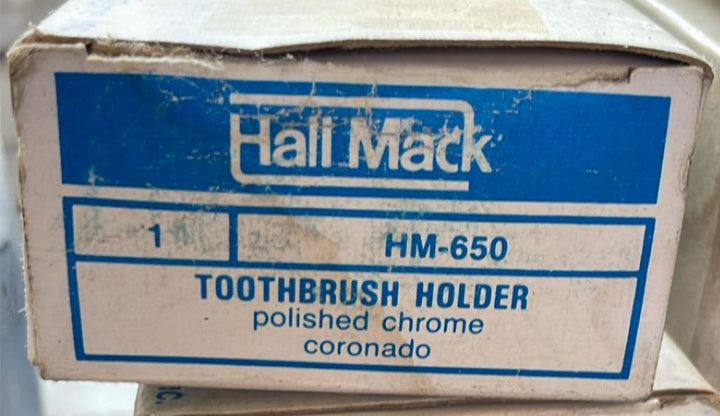 Hall Mack
1
HM-650
TOOTHBRUSH HOLDER
polished chrome
coronado